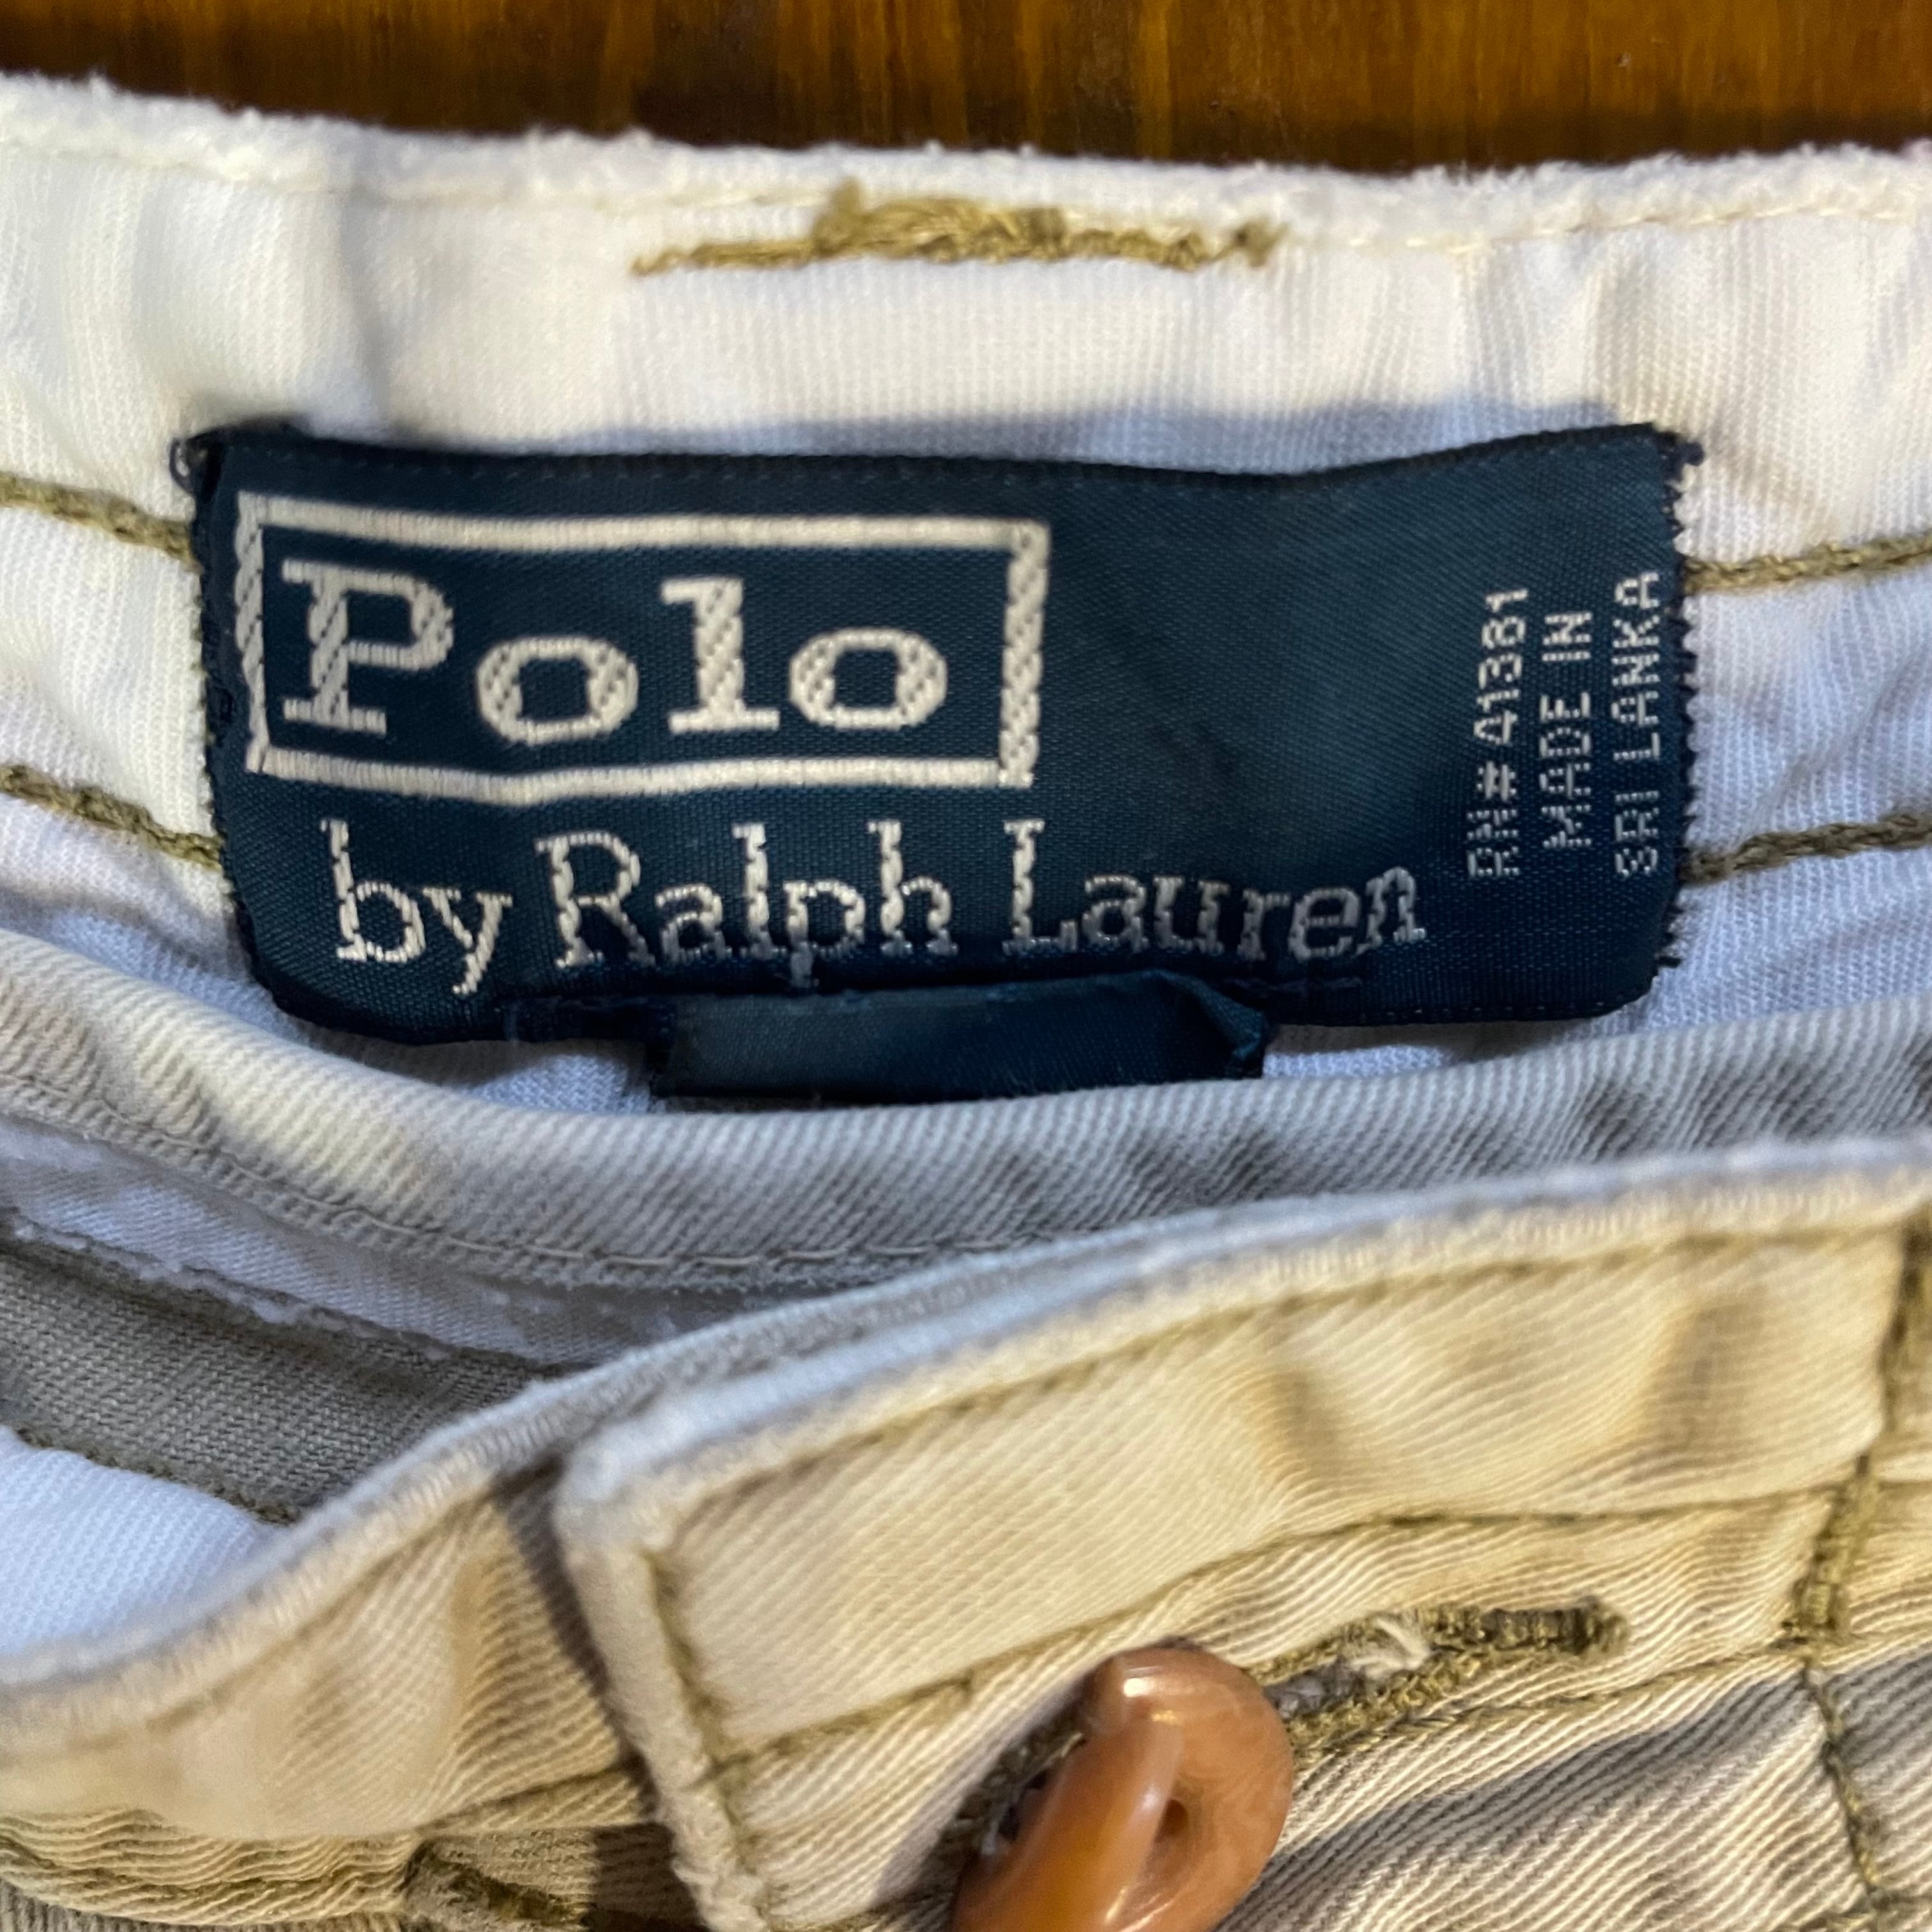 Polo
by Ralph Lauren
RN# 41381
MADE IN
SRI LANKA